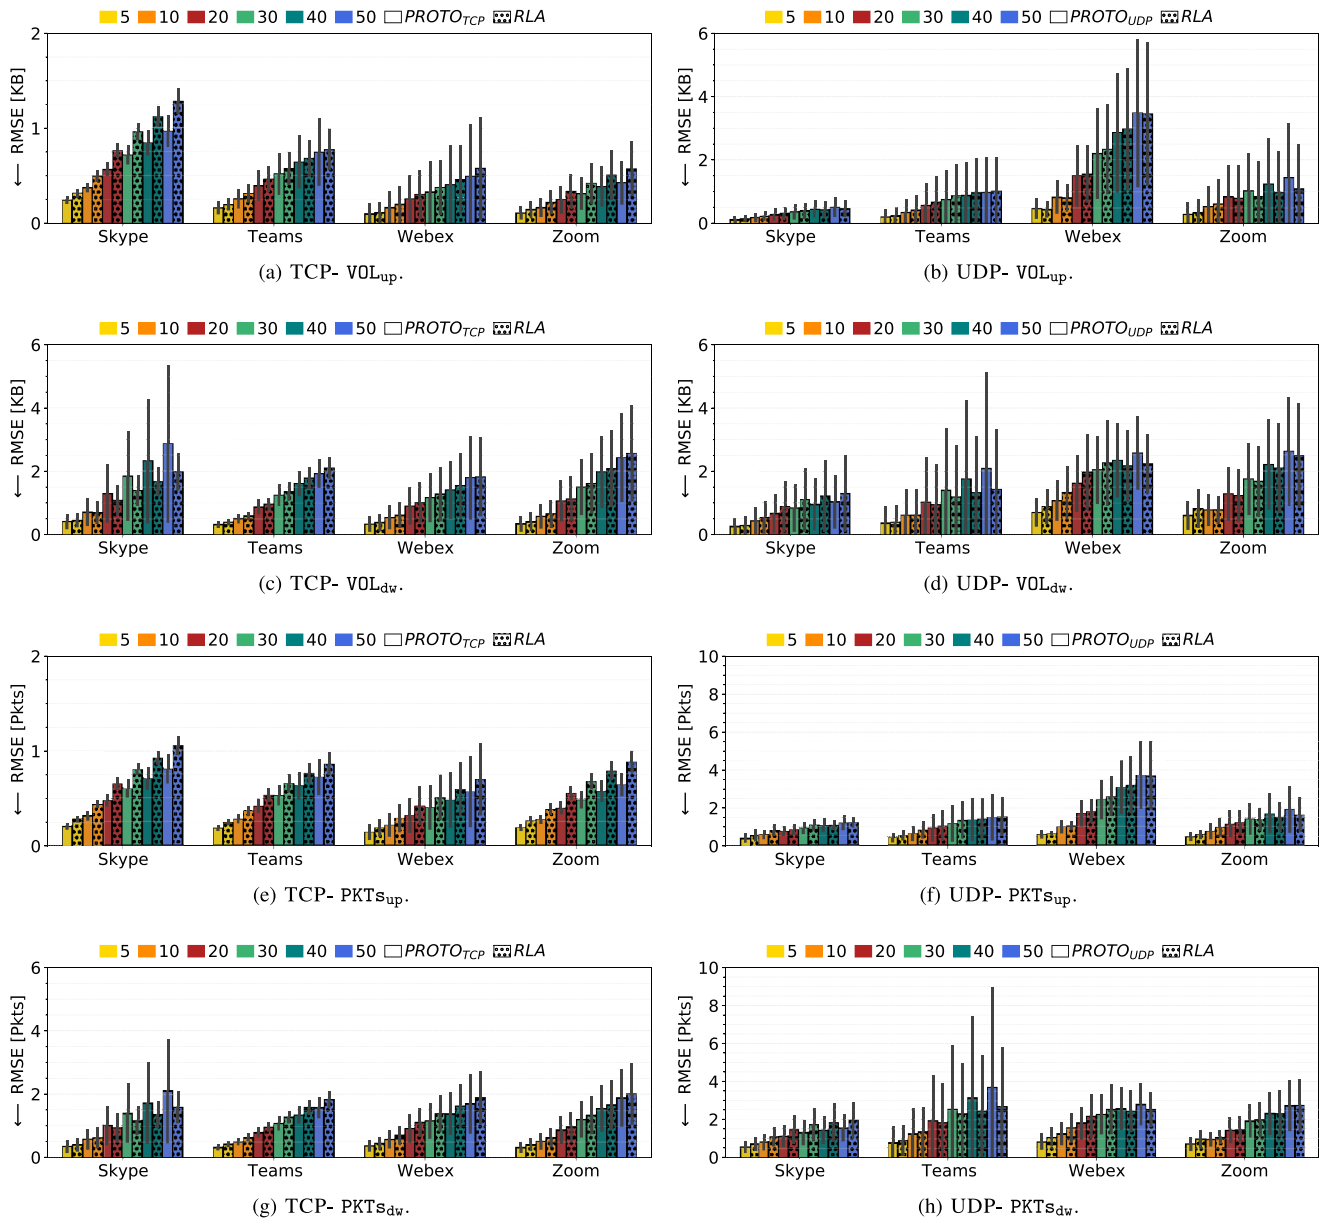 5 10 20 30 40 50 PROTO_TCP RLA
← RMSE [KB]
2
1
0
Skype Teams Webex Zoom
(a) TCP- VOL_up.
5 10 20 30 40 50 PROTO_UDP RLA
← RMSE [KB]
6
4
2
0
Skype Teams Webex Zoom
(b) UDP- VOL_up.
5 10 20 30 40 50 PROTO_TCP RLA
← RMSE [KB]
6
4
2
0
Skype Teams Webex Zoom
(c) TCP- VOL_dw.
5 10 20 30 40 50 PROTO_UDP RLA
← RMSE [KB]
6
4
2
0
Skype Teams Webex Zoom
(d) UDP- VOL_dw.
5 10 20 30 40 50 PROTO_TCP RLA
← RMSE [Pkts]
2
1
0
Skype Teams Webex Zoom
(e) TCP- PKTs_up.
5 10 20 30 40 50 PROTO_UDP RLA
← RMSE [Pkts]
10
8
6
4
2
0
Skype Teams Webex Zoom
(f) UDP- PKTs_up.
5 10 20 30 40 50 PROTO_TCP RLA
← RMSE [Pkts]
6
4
2
0
Skype Teams Webex Zoom
(g) TCP- PKTs_dw.
5 10 20 30 40 50 PROTO_UDP RLA
← RMSE [Pkts]
10
8
6
4
2
0
Skype Teams Webex Zoom
(h) UDP- PKTs_dw.